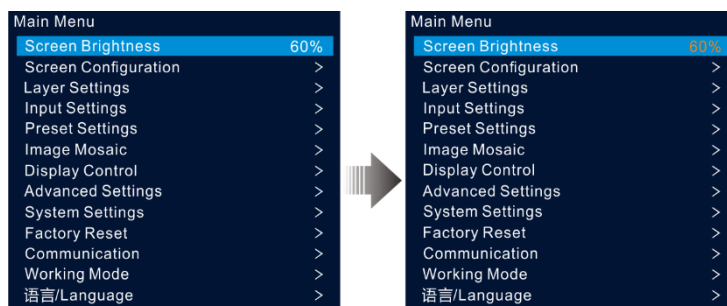 Main Menu
Screen Brightness 60%
Screen Configuration >
Layer Settings >
Input Settings >
Preset Settings >
Image Mosaic >
Display Control >
Advanced Settings >
System Settings >
Factory Reset >
Communication >
Working Mode >
语言/Language >
Main Menu
Screen Brightness 60%
Screen Configuration >
Layer Settings >
Input Settings >
Preset Settings >
Image Mosaic >
Display Control >
Advanced Settings >
System Settings >
Factory Reset >
Communication >
Working Mode >
语言/Language >